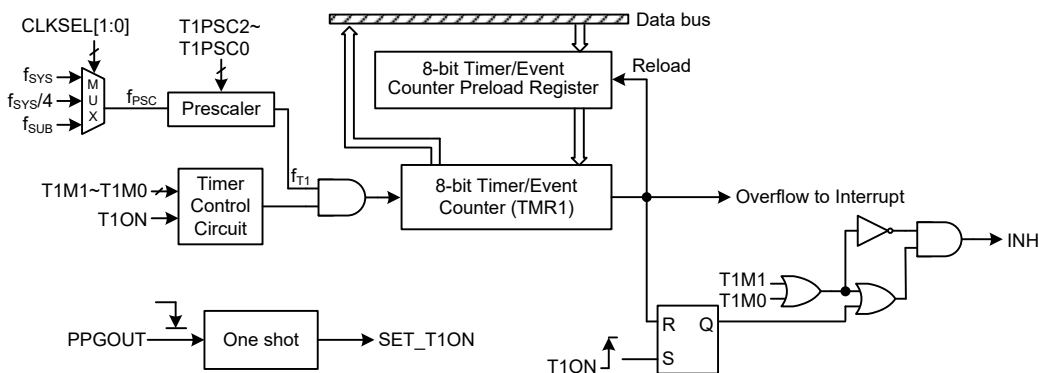 CLKSEL[1:0]
T1PSC2~
T1PSC0
Data bus
fSYS
fSYS/4
fSUB
M
U
X
fPSC
Prescaler
8-bit Timer/Event
Counter Preload Register
Reload
T1M1~T1M0
T1ON
Timer
Control
Circuit
fT1
8-bit Timer/Event
Counter (TMR1)
Overflow to Interrupt
INH
T1M1
T1M0
PPGOUT
One shot
SET_T1ON
R
Q
S
T1ON